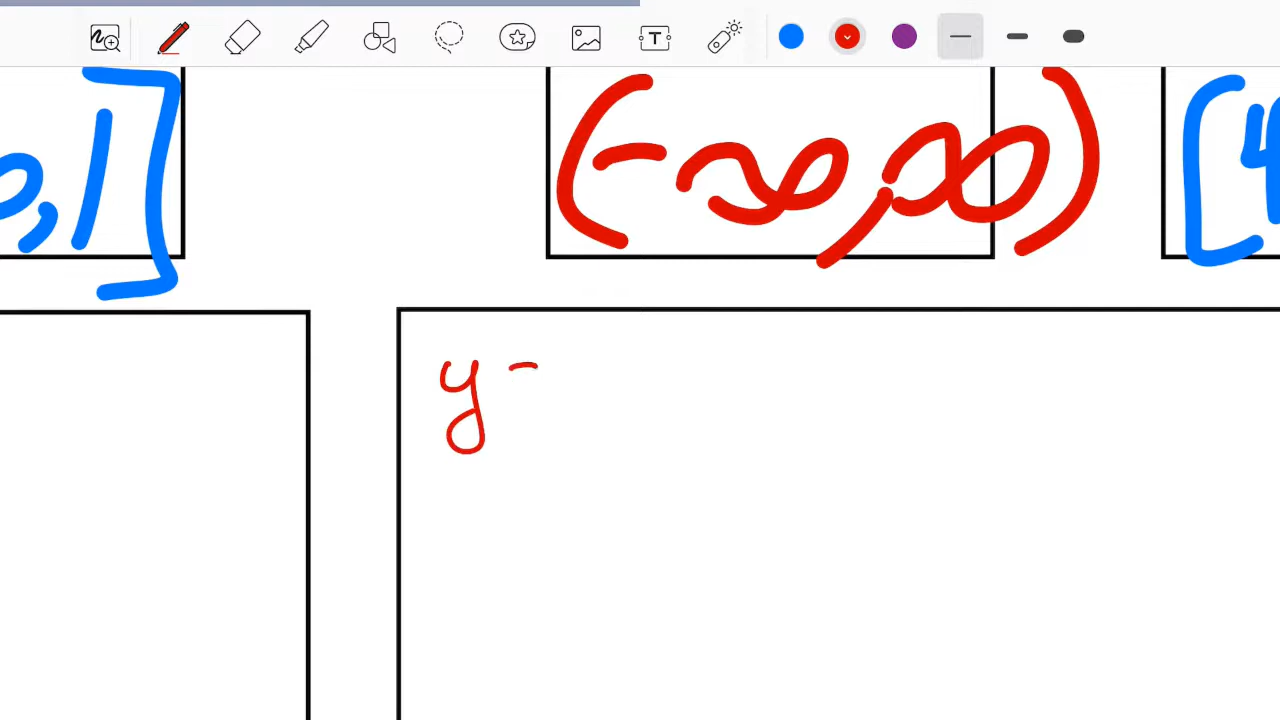 ,1] (-∞,∞) [4
y -